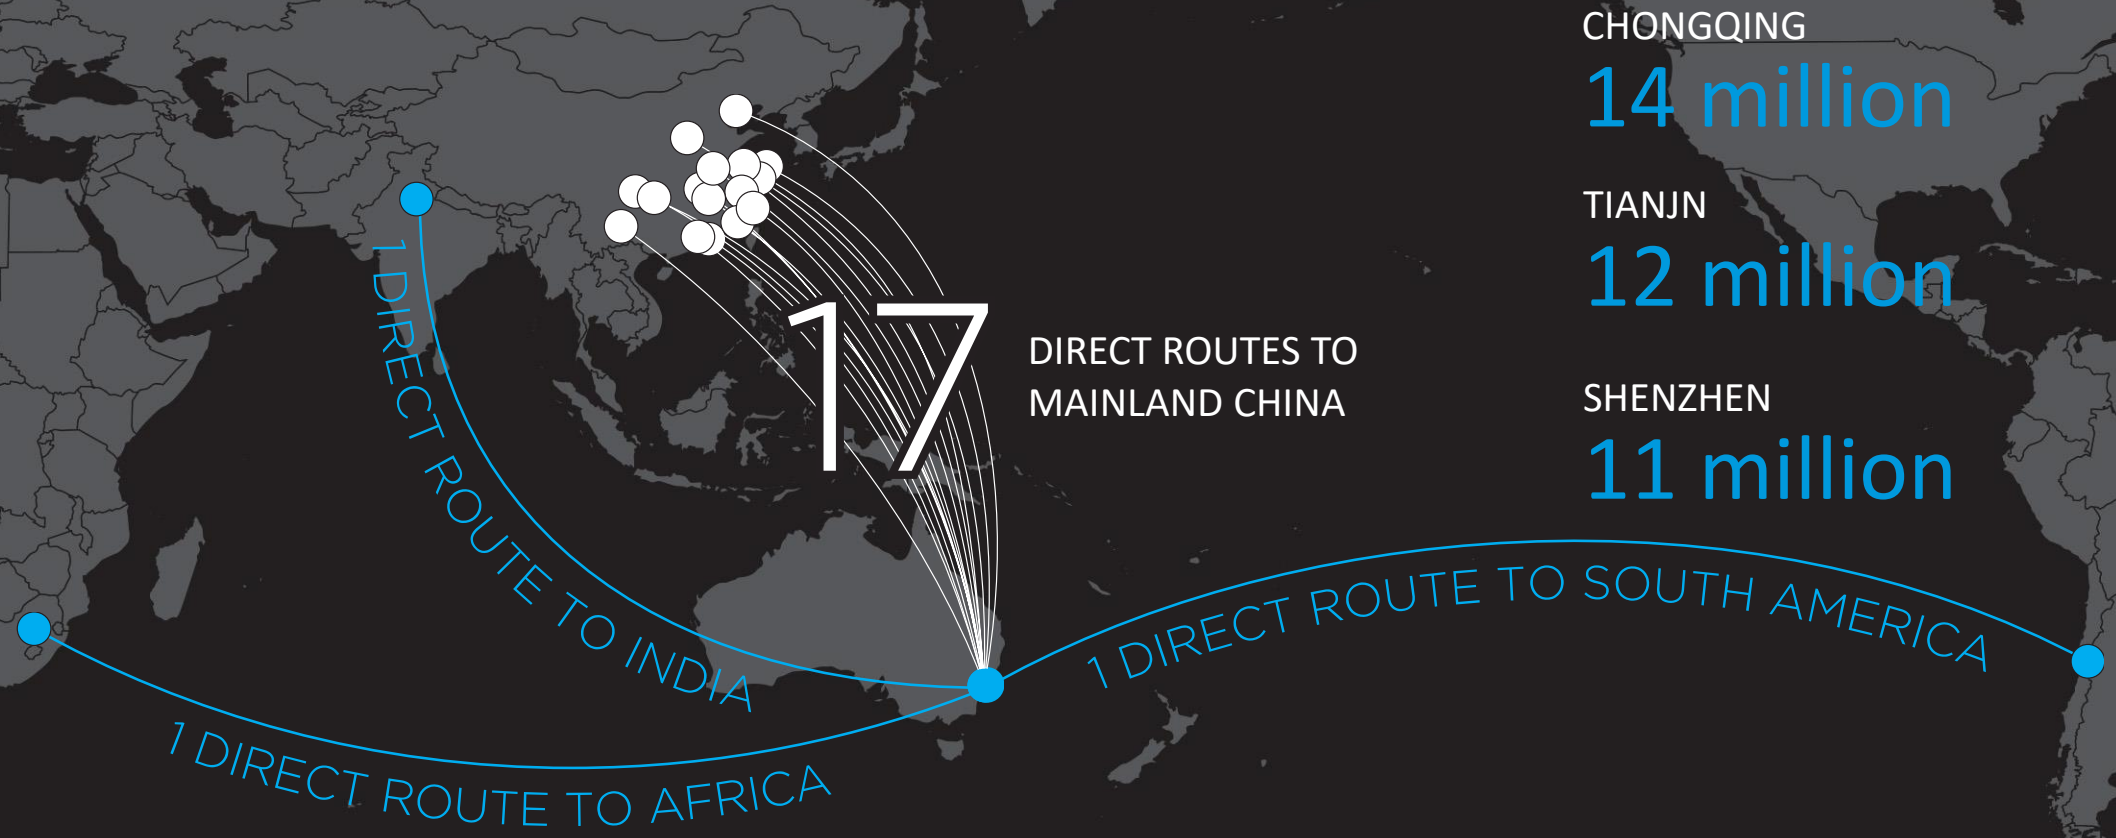 CHONGQING
14 million
TIANJN
12 million
SHENZHEN
11 million
17
DIRECT ROUTES TO
MAINLAND CHINA
1 DIRECT ROUTE TO INDIA
1 DIRECT ROUTE TO SOUTH AMERICA
1 DIRECT ROUTE TO AFRICA